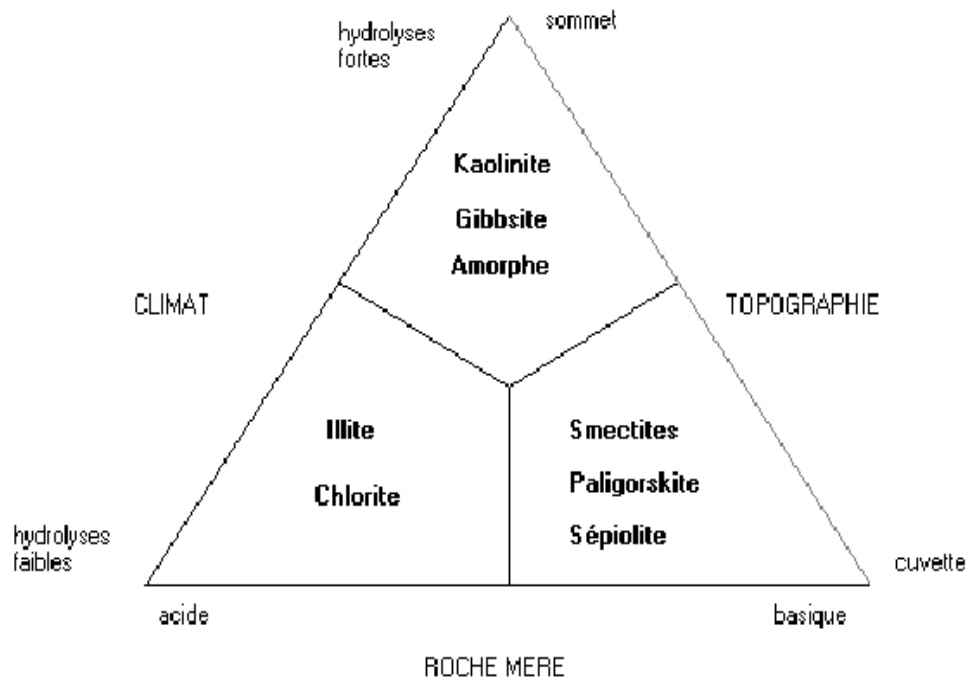 hydrolyses
fortes
sommet
Kaolinite
Gibbsite
Amorphe
CLIMAT
TOPOGRAPHIE
Illite
Chlorite
Smectites
Paligorskite
Sépiolite
hydrolyses
faibles
cuvette
acide
basique
ROCHE MERE